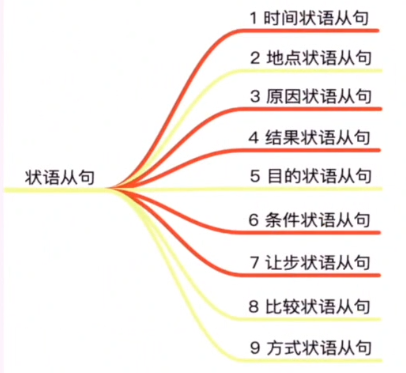 1 时间状语从句
2 地点状语从句
3 原因状语从句
4 结果状语从句
状语从句
5 目的状语从句
6 条件状语从句
7 让步状语从句
8 比较状语从句
9 方式状语从句